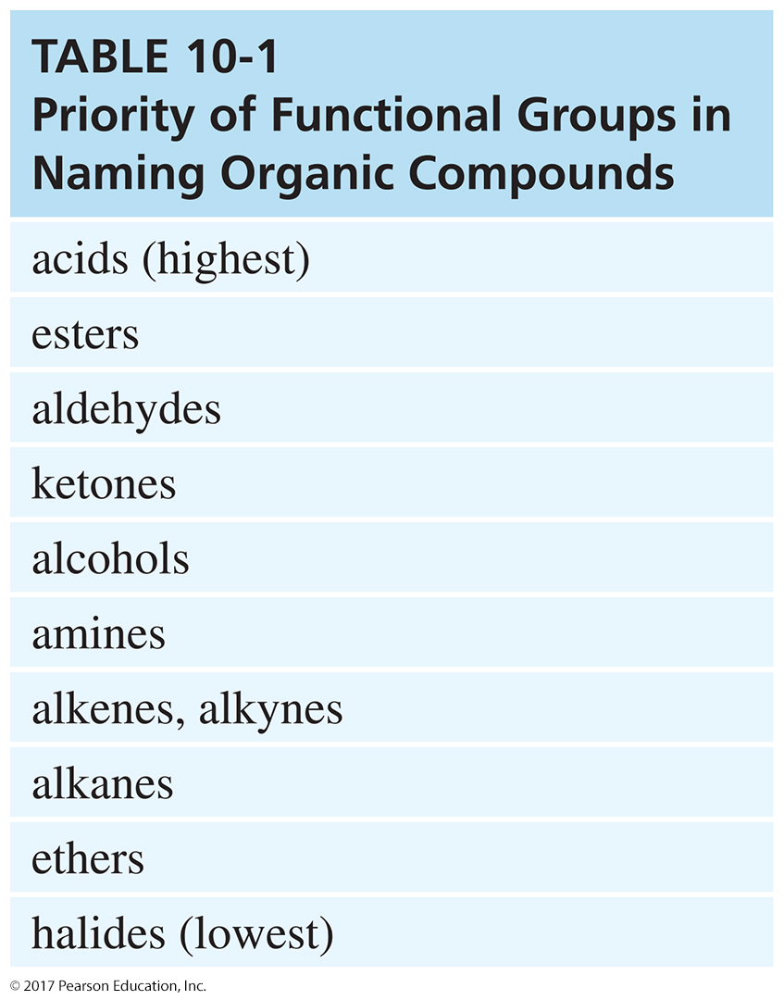 TABLE 10-1
Priority of Functional Groups in
Naming Organic Compounds
acids (highest)
esters
aldehydes
ketones
alcohols
amines
alkenes, alkynes
alkanes
ethers
halides (lowest)
© 2017 Pearson Education, Inc.